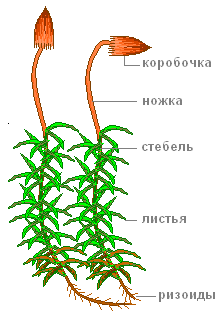 коробочка
ножка
стебель
листья
ризоиды